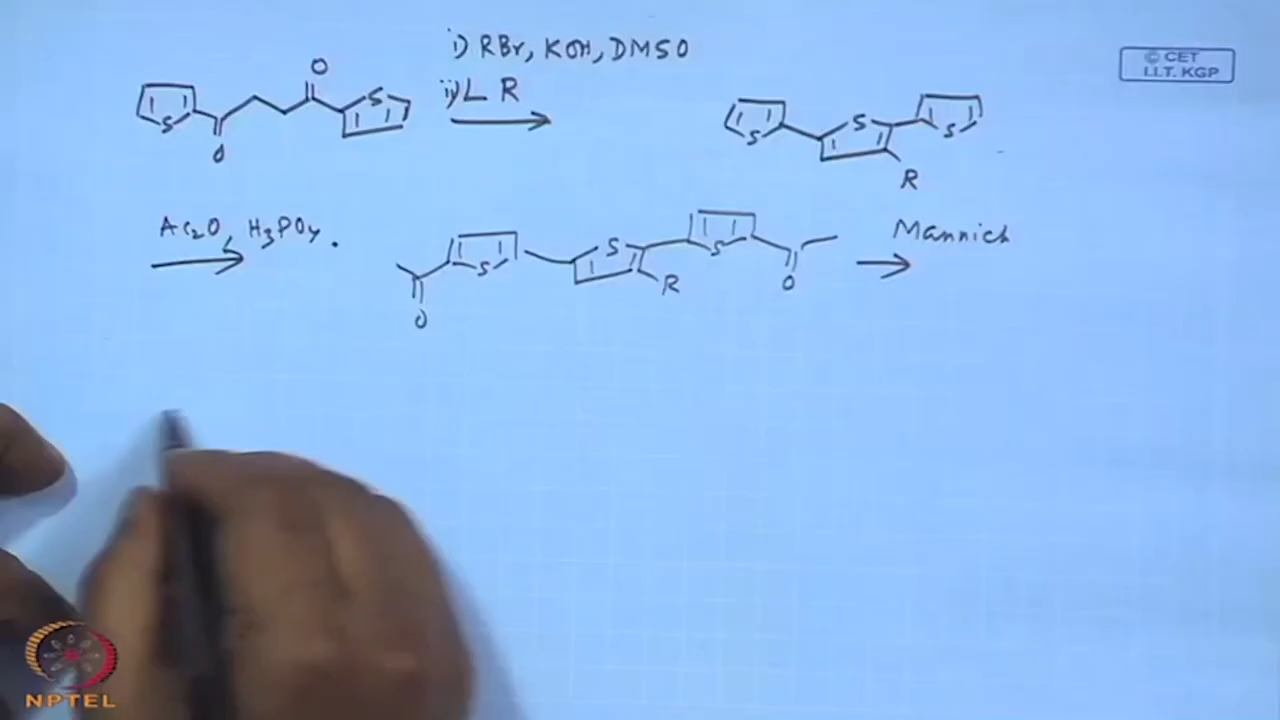 i) RBr, KOH, DMSO
ii) L R
© CET
I.I.T. KGP
O
S
S
O
S
S
S
R
Ac2O, H3PO4.
Mannich
S
S
S
R
O
O
NPTEL